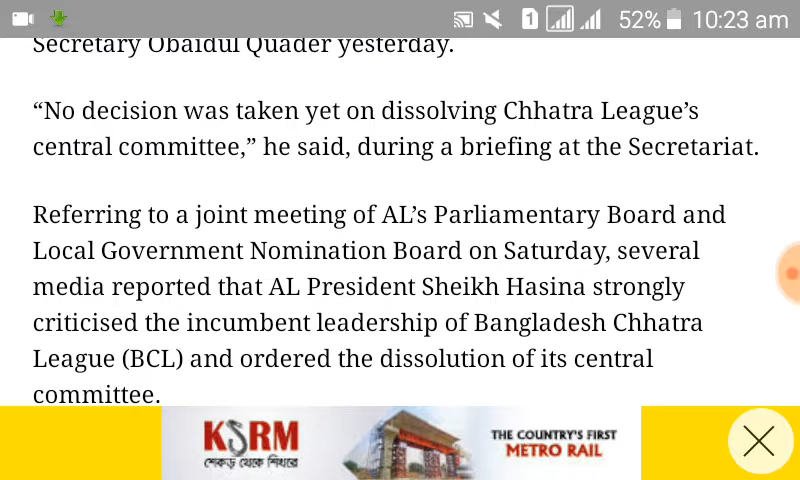 1 52% 10:23 am
Secretary Obaidul Quader yesterday.
“No decision was taken yet on dissolving Chhatra League’s
central committee,” he said, during a briefing at the Secretariat.
Referring to a joint meeting of AL’s Parliamentary Board and
Local Government Nomination Board on Saturday, several
media reported that AL President Sheikh Hasina strongly
criticised the incumbent leadership of Bangladesh Chhatra
League (BCL) and ordered the dissolution of its central
committee.
KSRM
শেকড় থেকে শিখরে
THE COUNTRY'S FIRST
METRO RAIL